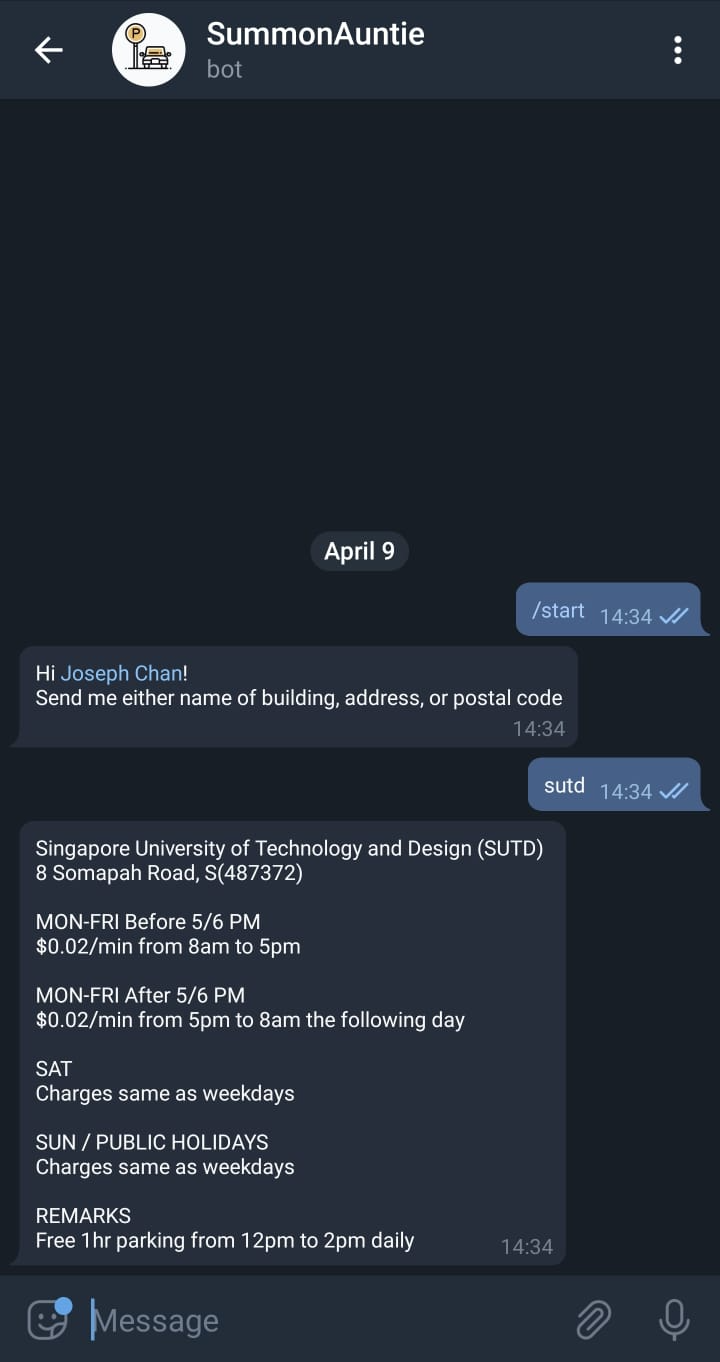 SummonAuntie
bot
P
April 9
/start 14:34
Hi Joseph Chan!
Send me either name of building, address, or postal code
14:34
sutd 14:34
Singapore University of Technology and Design (SUTD)
8 Somapah Road, S(487372)
MON-FRI Before 5/6 PM
$0.02/min from 8am to 5pm
MON-FRI After 5/6 PM
$0.02/min from 5pm to 8am the following day
SAT
Charges same as weekdays
SUN / PUBLIC HOLIDAYS
Charges same as weekdays
REMARKS
Free 1hr parking from 12pm to 2pm daily 14:34
Message